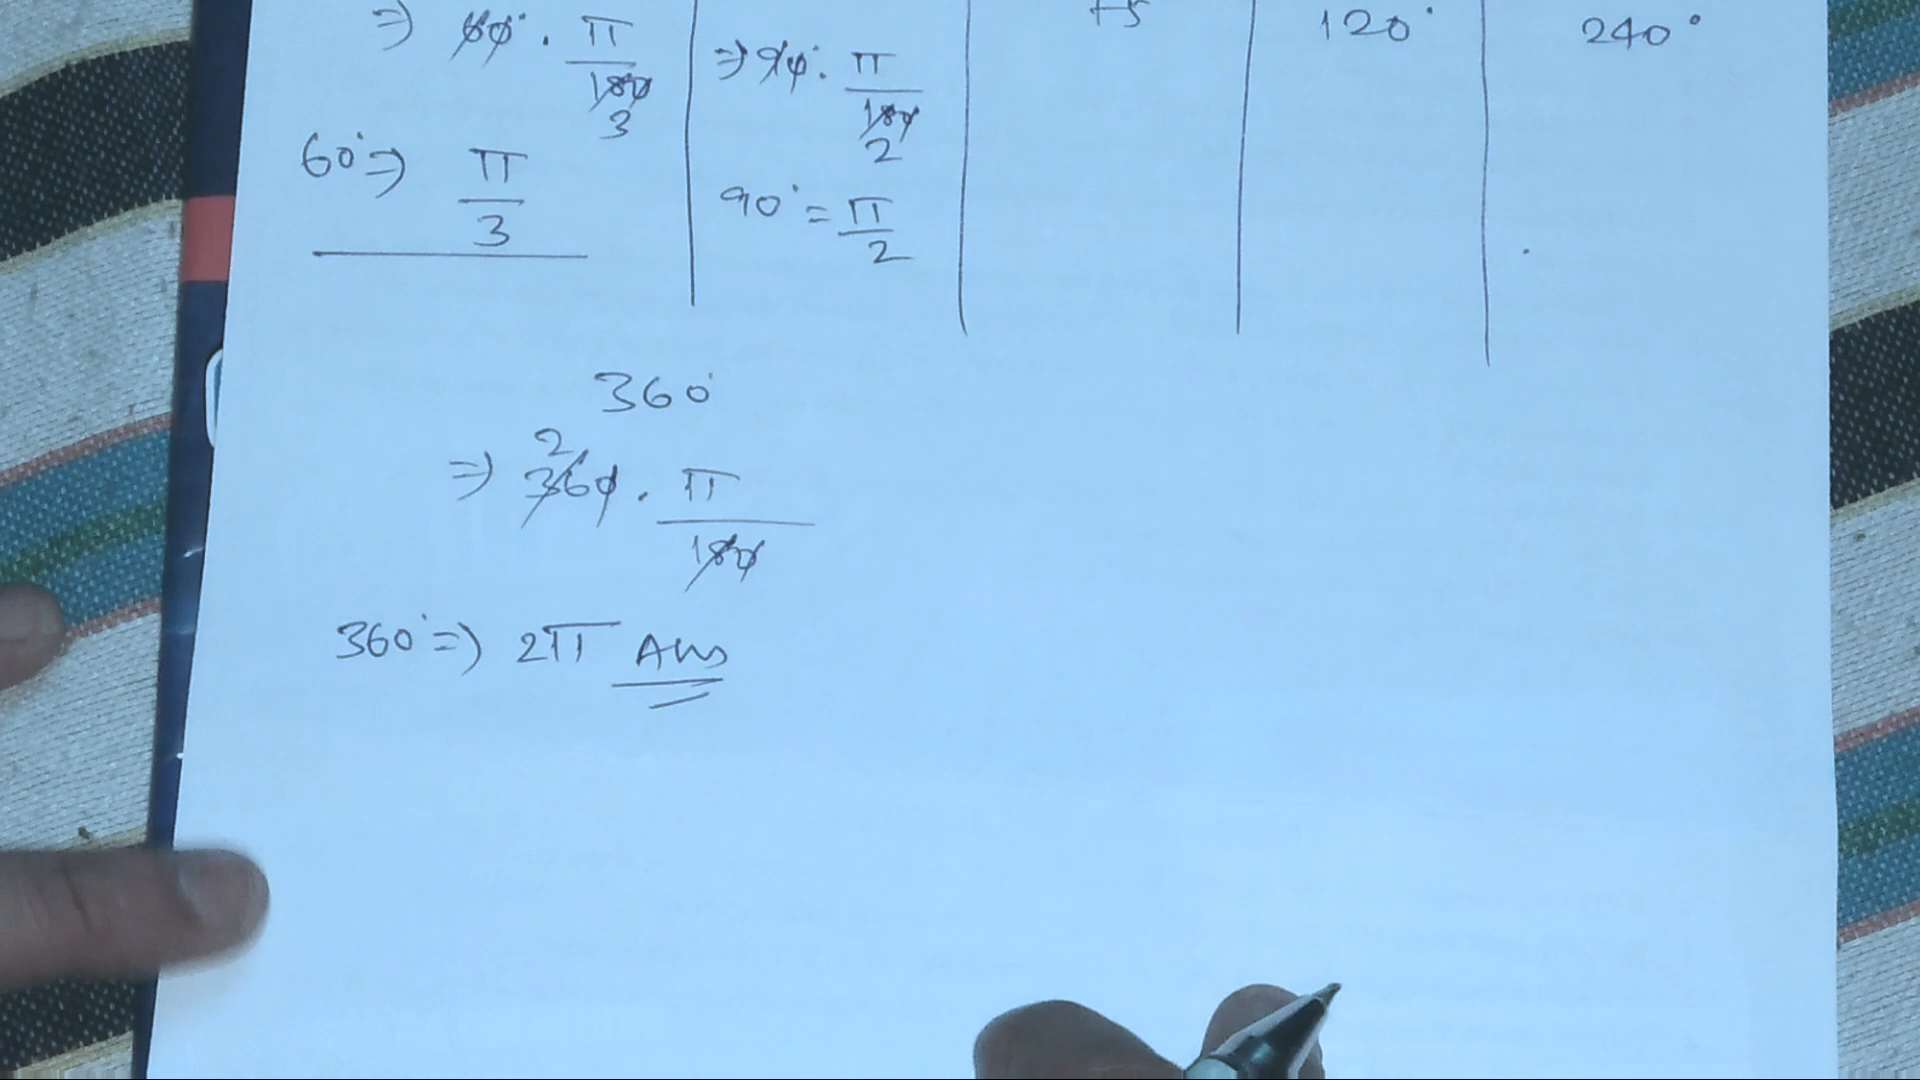 ⇒ 60° . π/180 3
60° ⇒ π/3
⇒ 90° . π/180 2
90° = π/2
120°
240°
360°
⇒ 360 2 . π/180
360° ⇒ 2π Ans